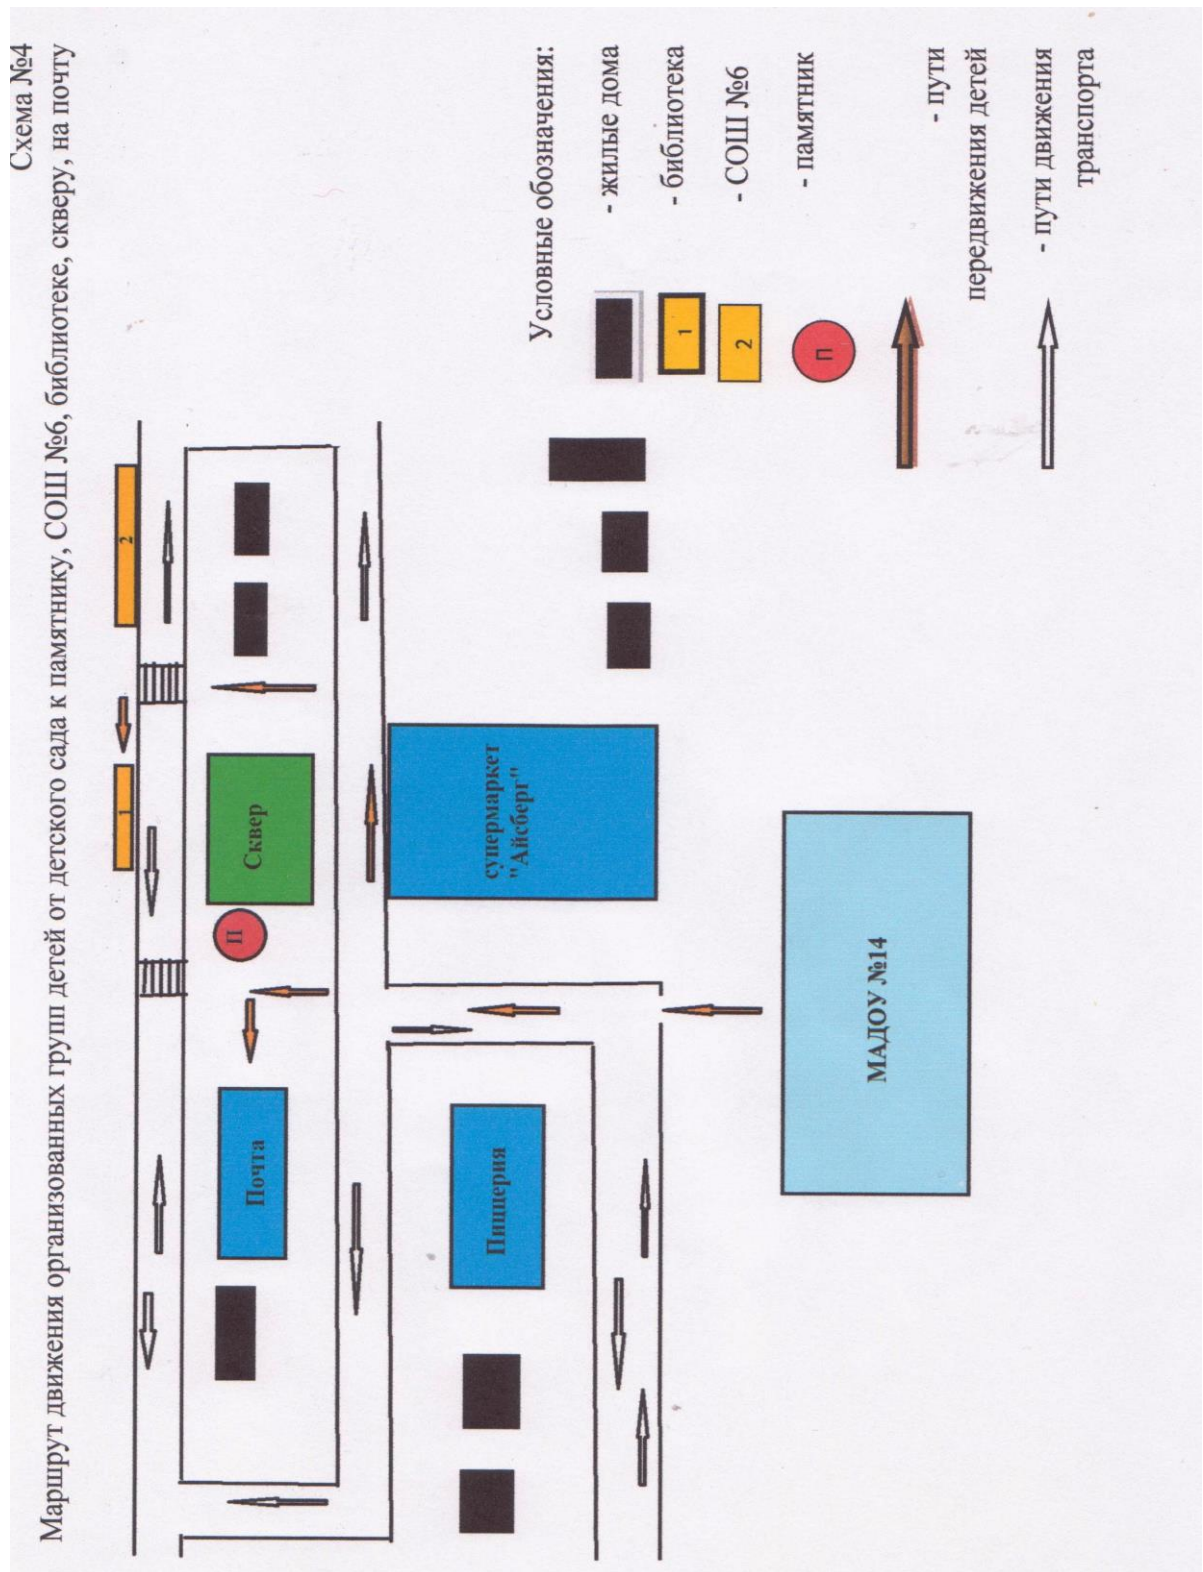 Схема №4
Маршрут движения организованных групп детей от детского сада к памятнику, СОШ №6, библиотеке, скверу, на почту
1
2
П
Сквер
Почта
Пиццерия
супермаркет
"Айсберг"
МАДОУ №14
Условные обозначения:
- жилые дома
1 - библиотека
2 - СОШ №6
П - памятник
- пути
передвижения детей
- пути движения
транспорта